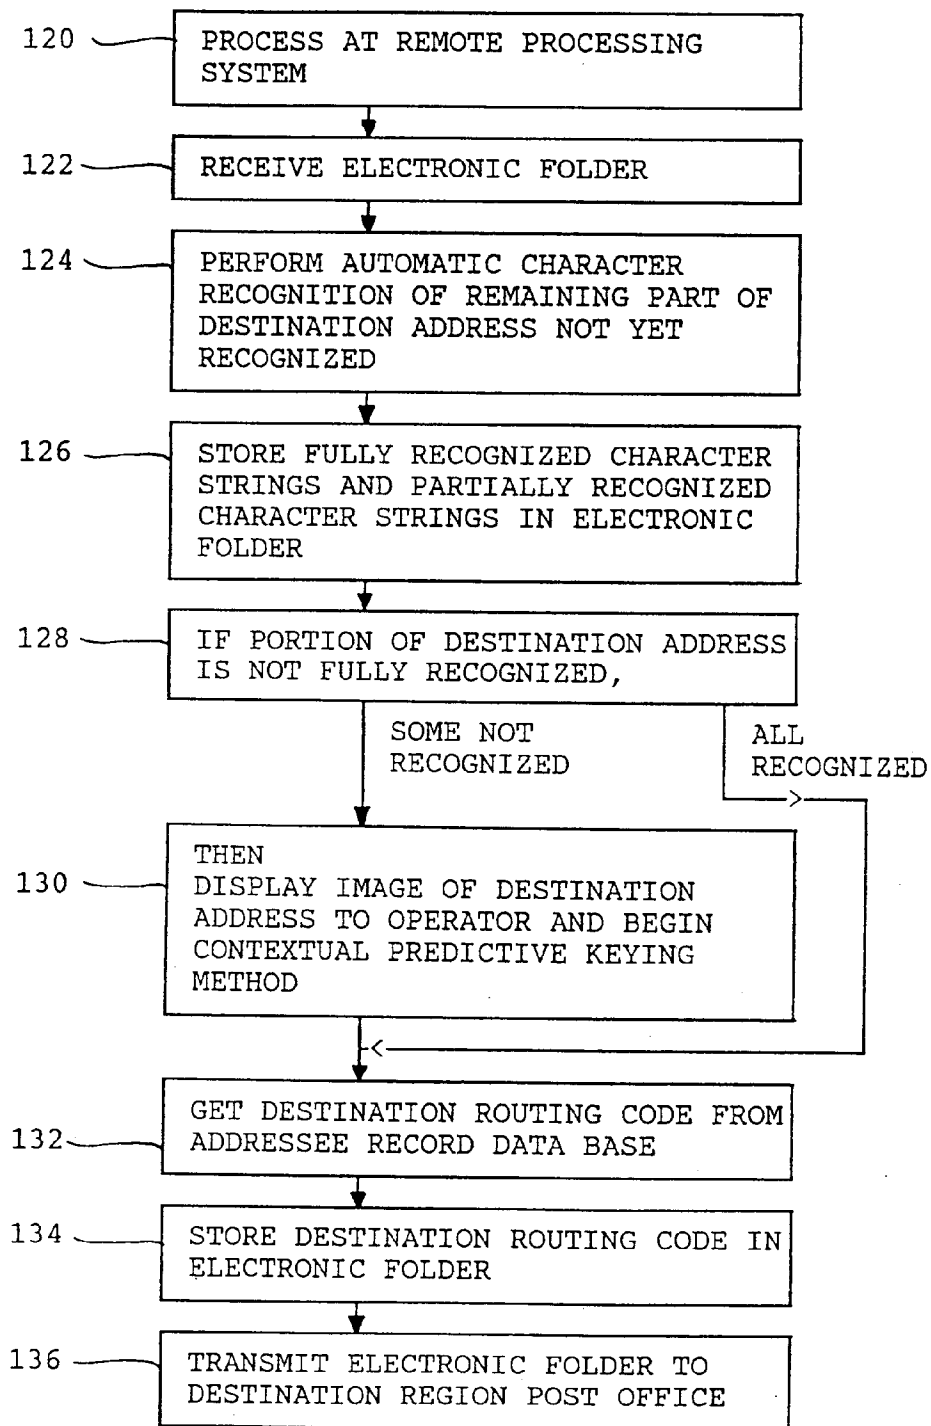 120
PROCESS AT REMOTE PROCESSING
SYSTEM
122
RECEIVE ELECTRONIC FOLDER
124
PERFORM AUTOMATIC CHARACTER
RECOGNITION OF REMAINING PART OF
DESTINATION ADDRESS NOT YET
RECOGNIZED
126
STORE FULLY RECOGNIZED CHARACTER
STRINGS AND PARTIALLY RECOGNIZED
CHARACTER STRINGS IN ELECTRONIC
FOLDER
128
IF PORTION OF DESTINATION ADDRESS
IS NOT FULLY RECOGNIZED,
SOME NOT
RECOGNIZED
ALL
RECOGNIZED
130
THEN
DISPLAY IMAGE OF DESTINATION
ADDRESS TO OPERATOR AND BEGIN
CONTEXTUAL PREDICTIVE KEYING
METHOD
132
GET DESTINATION ROUTING CODE FROM
ADDRESSEE RECORD DATA BASE
134
STORE DESTINATION ROUTING CODE IN
ELECTRONIC FOLDER
136
TRANSMIT ELECTRONIC FOLDER TO
DESTINATION REGION POST OFFICE